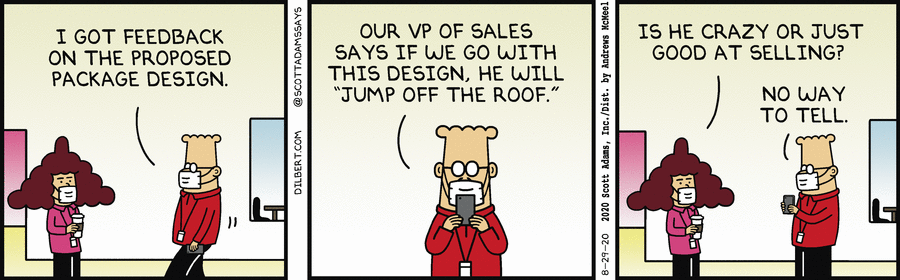 I GOT FEEDBACK
ON THE PROPOSED
PACKAGE DESIGN.
DILBERT.COM @SCOTTADAMSSAYS
OUR VP OF SALES
SAYS IF WE GO WITH
THIS DESIGN, HE WILL
"JUMP OFF THE ROOF."
8-29-20 2020 Scott Adams, Inc./Dist. by Andrews McMeel
IS HE CRAZY OR JUST
GOOD AT SELLING?
NO WAY
TO TELL.